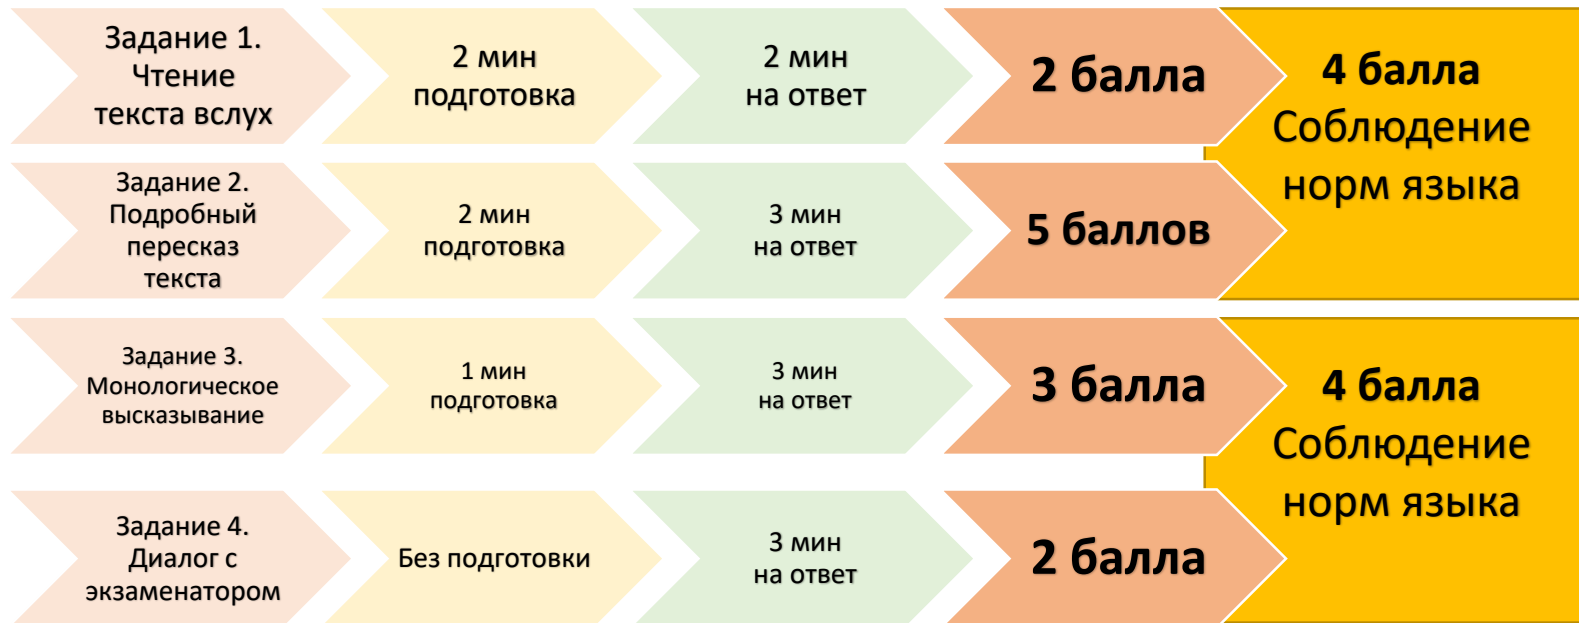 Задание 1.
Чтение
текста вслух
2 мин
подготовка
2 мин
на ответ
2 балла
4 балла
Соблюдение
норм языка
Задание 2.
Подробный
пересказ
текста
2 мин
подготовка
3 мин
на ответ
5 баллов
Задание 3.
Монологическое
высказывание
1 мин
подготовка
3 мин
на ответ
3 балла
4 балла
Соблюдение
норм языка
Задание 4.
Диалог с
экзаменатором
Без подготовки
3 мин
на ответ
2 балла